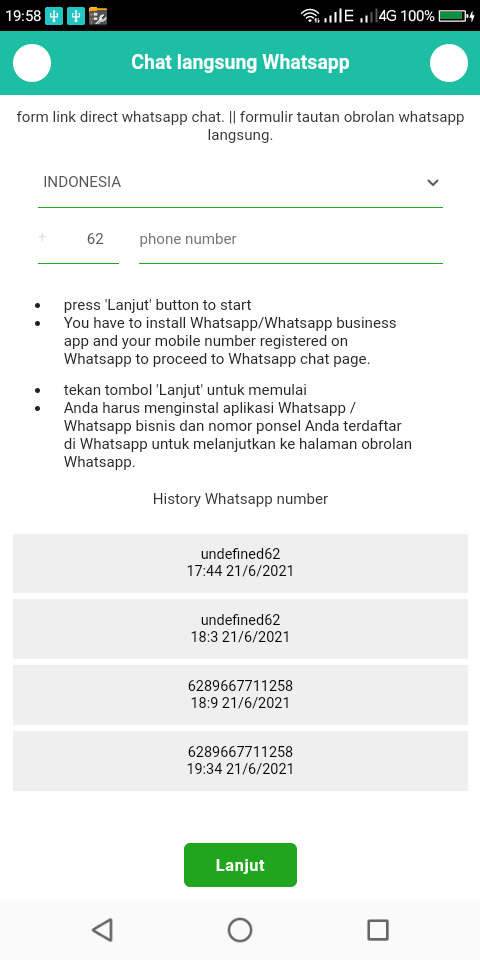 19:58
E
4G 100%
Chat langsung Whatsapp
form link direct whatsapp chat. || formulir tautan obrolan whatsapp
langsung.
INDONESIA
+ 62 phone number
• press 'Lanjut' button to start
• You have to install Whatsapp/Whatsapp business
app and your mobile number registered on
Whatsapp to proceed to Whatsapp chat page.
• tekan tombol 'Lanjut' untuk memulai
• Anda harus menginstal aplikasi Whatsapp /
Whatsapp bisnis dan nomor ponsel Anda terdaftar
di Whatsapp untuk melanjutkan ke halaman obrolan
Whatsapp.
History Whatsapp number
undefined62
17:44 21/6/2021
undefined62
18:3 21/6/2021
6289667711258
18:9 21/6/2021
6289667711258
19:34 21/6/2021
Lanjut